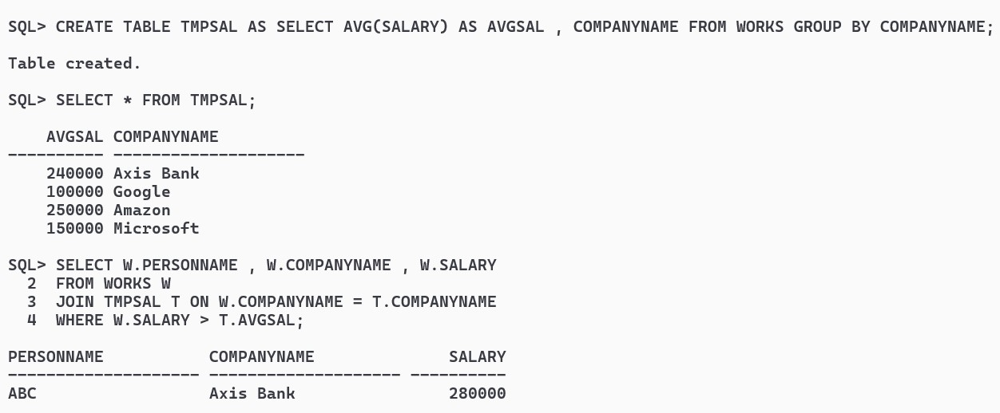 SQL> CREATE TABLE TMPSAL AS SELECT AVG(SALARY) AS AVGSAL , COMPANYNAME FROM WORKS GROUP BY COMPANYNAME;
Table created.
SQL> SELECT * FROM TMPSAL;
    AVGSAL COMPANYNAME
---------- --------------------
    240000 Axis Bank
    100000 Google
    250000 Amazon
    150000 Microsoft
SQL> SELECT W.PERSONNAME , W.COMPANYNAME , W.SALARY
  2  FROM WORKS W
  3  JOIN TMPSAL T ON W.COMPANYNAME = T.COMPANYNAME
  4  WHERE W.SALARY > T.AVGSAL;
PERSONNAME           COMPANYNAME              SALARY
-------------------- -------------------- ----------
ABC                  Axis Bank                280000